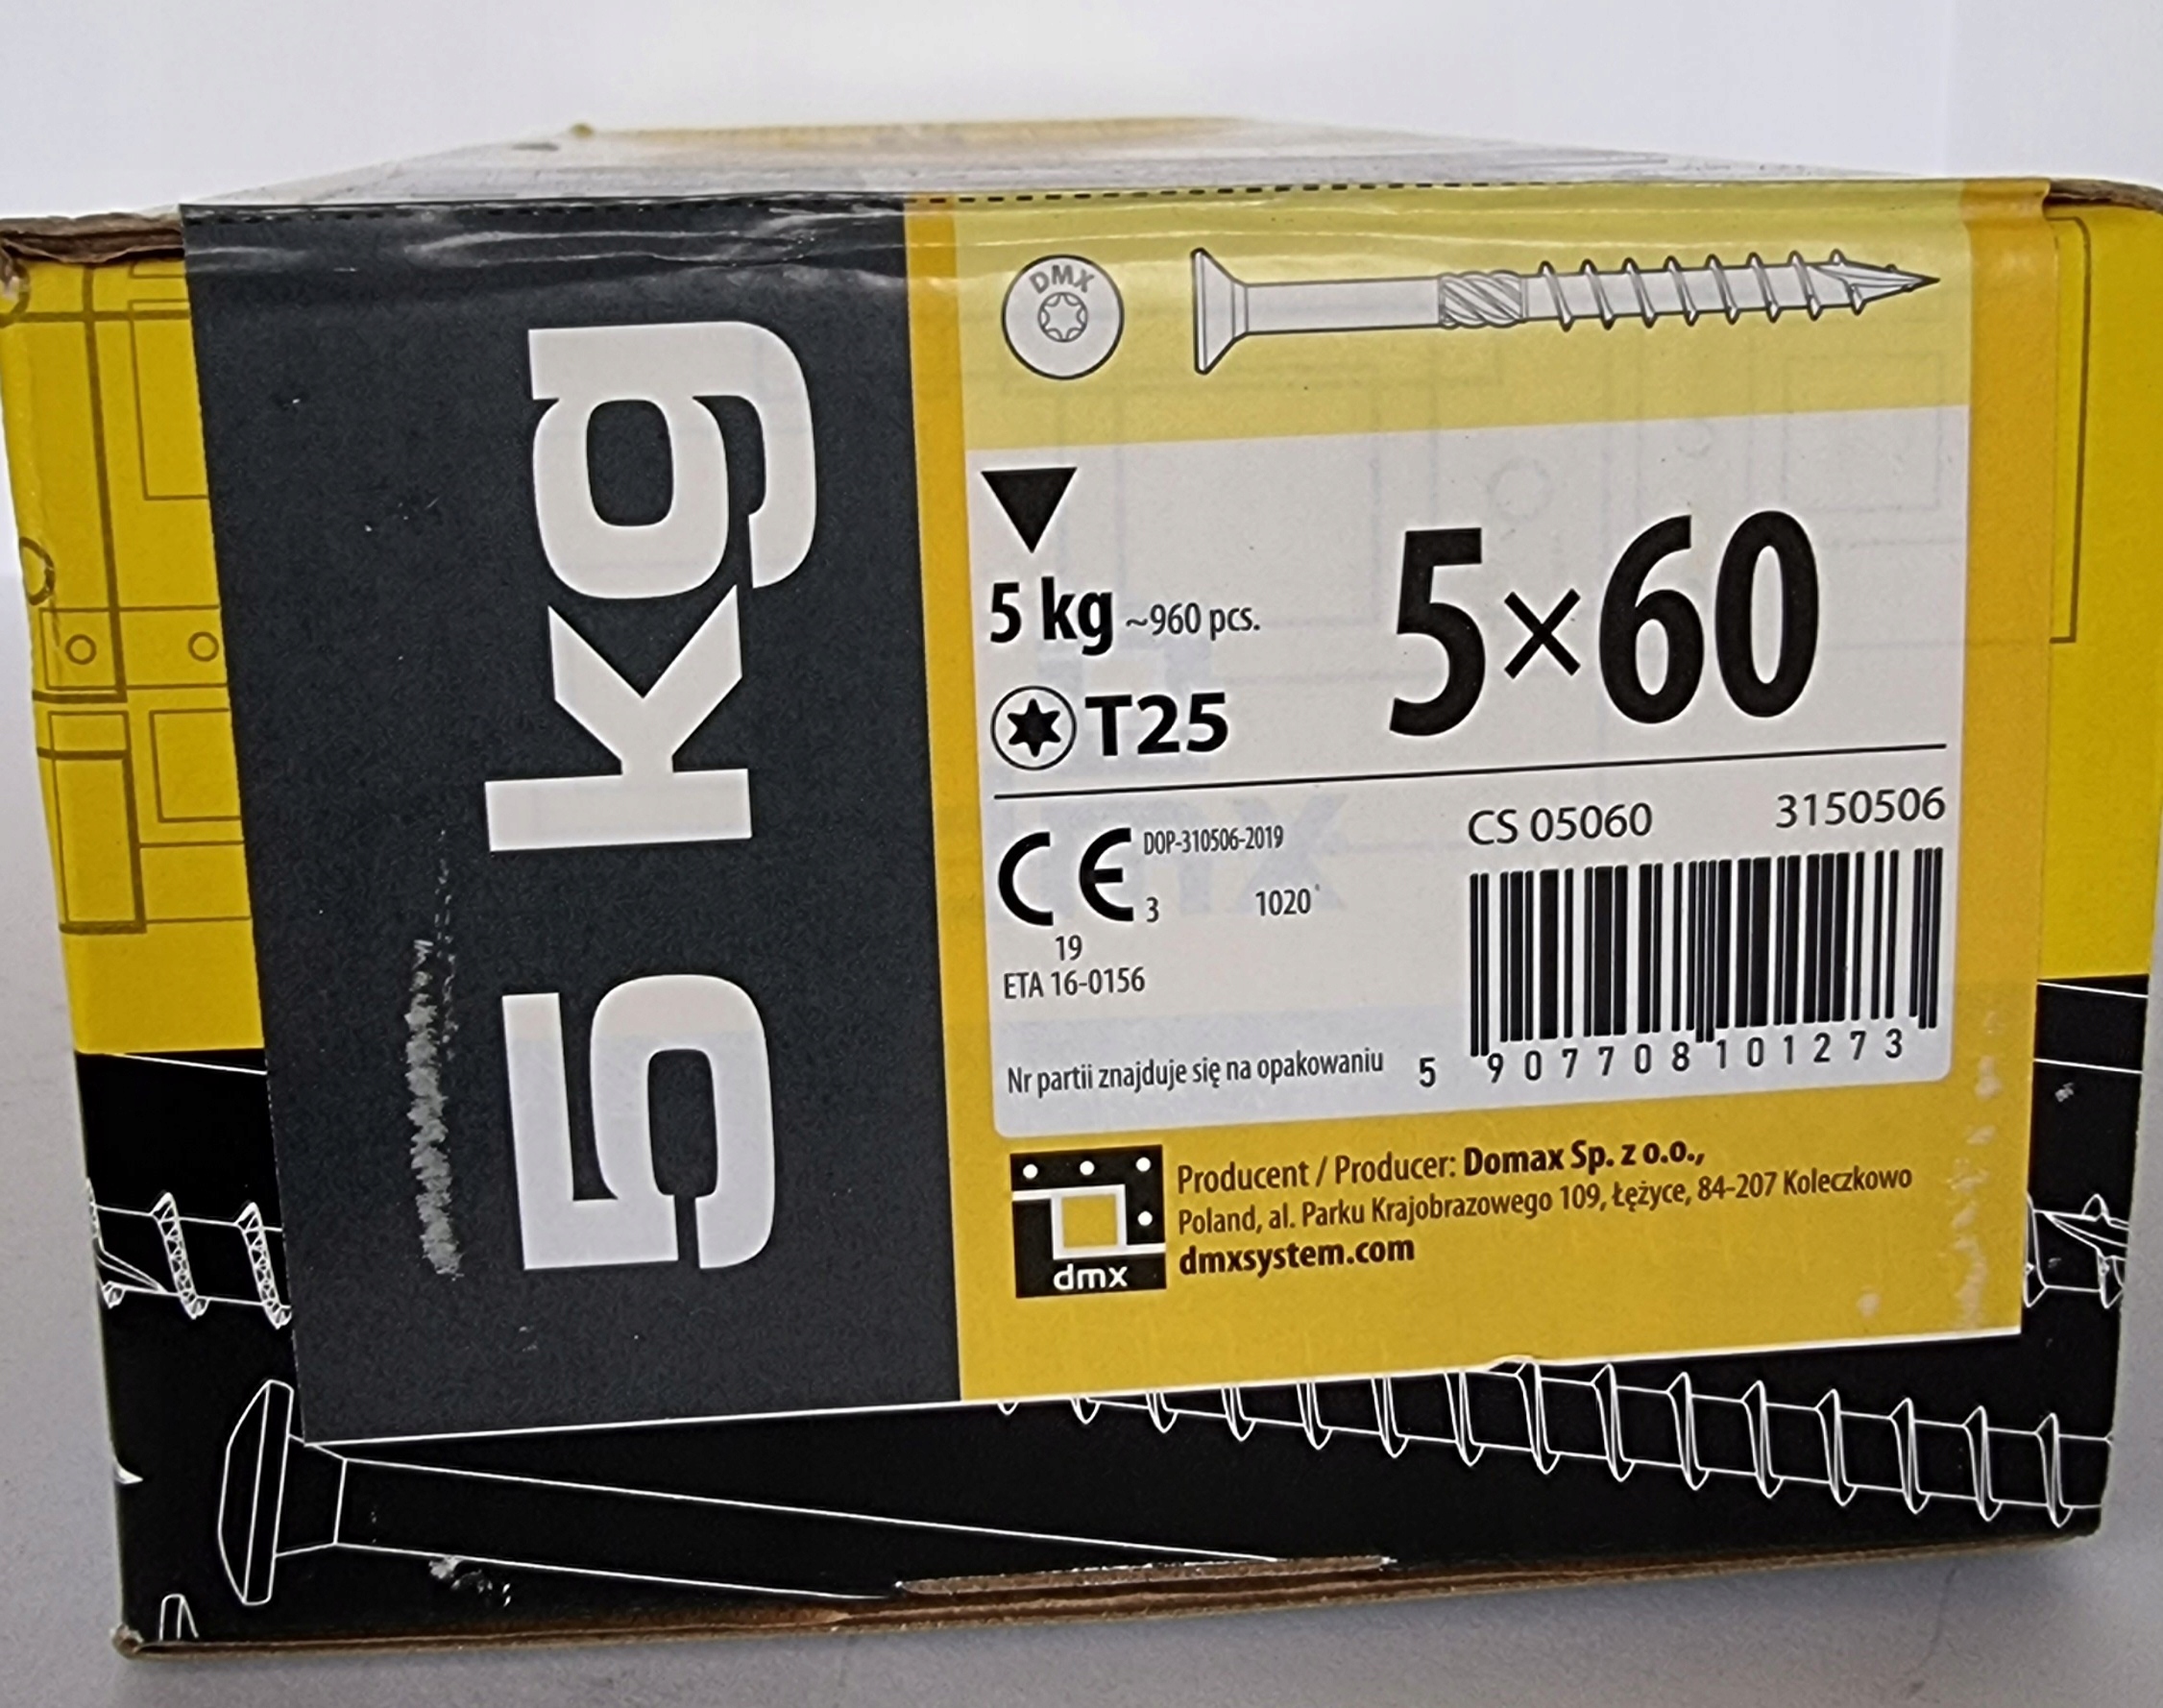 5 kg
DMX
5 kg ~960 pcs.
T25
5×60
CE DOP-310506-2019
3 1020
19
ETA 16-0156
CS 05060 3150506
Nr partii znajduje się na opakowaniu
5 907708 101273
Producent / Producer: Domax Sp. z o.o.,
Poland, al. Parku Krajobrazowego 109, Łężyce, 84-207 Koleczkowo
dmxsystem.com
dmx